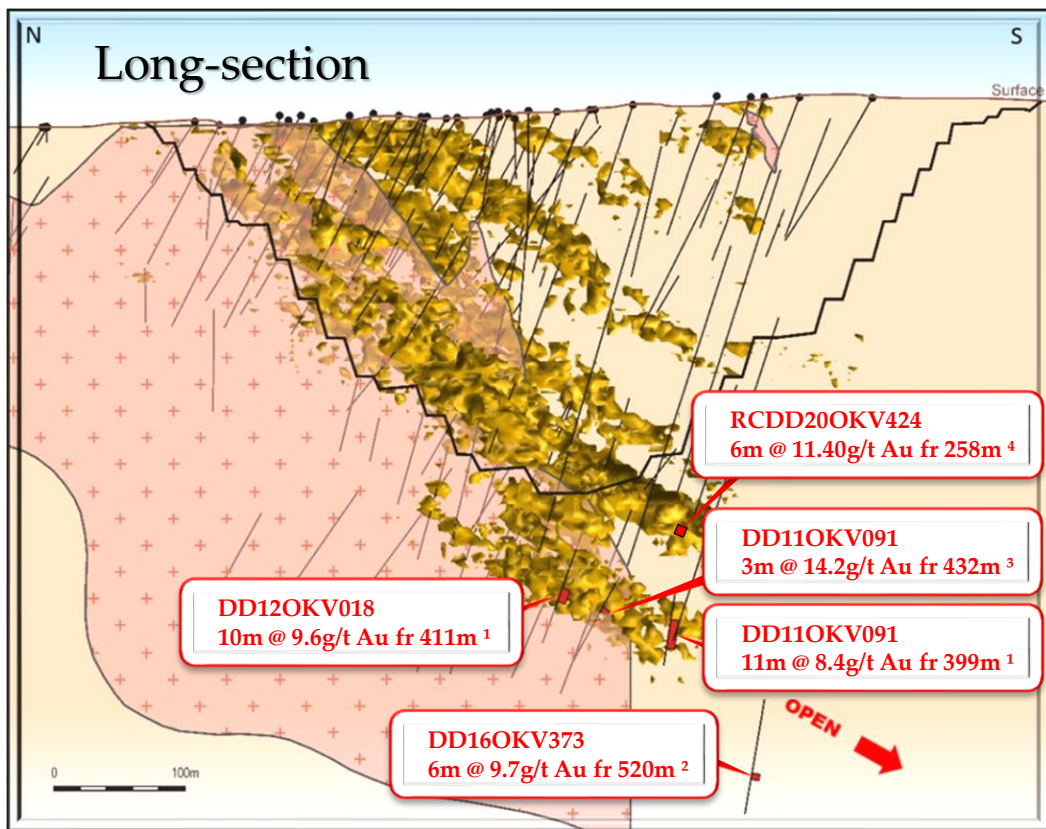 N
S
Long-section
Surface
RCDD20OKV424
6m @ 11.40g/t Au fr 258m ⁴
DD11OKV091
3m @ 14.2g/t Au fr 432m ³
DD12OKV018
10m @ 9.6g/t Au fr 411m ¹
DD11OKV091
11m @ 8.4g/t Au fr 399m ¹
OPEN
DD16OKV373
6m @ 9.7g/t Au fr 520m ²
0
100m